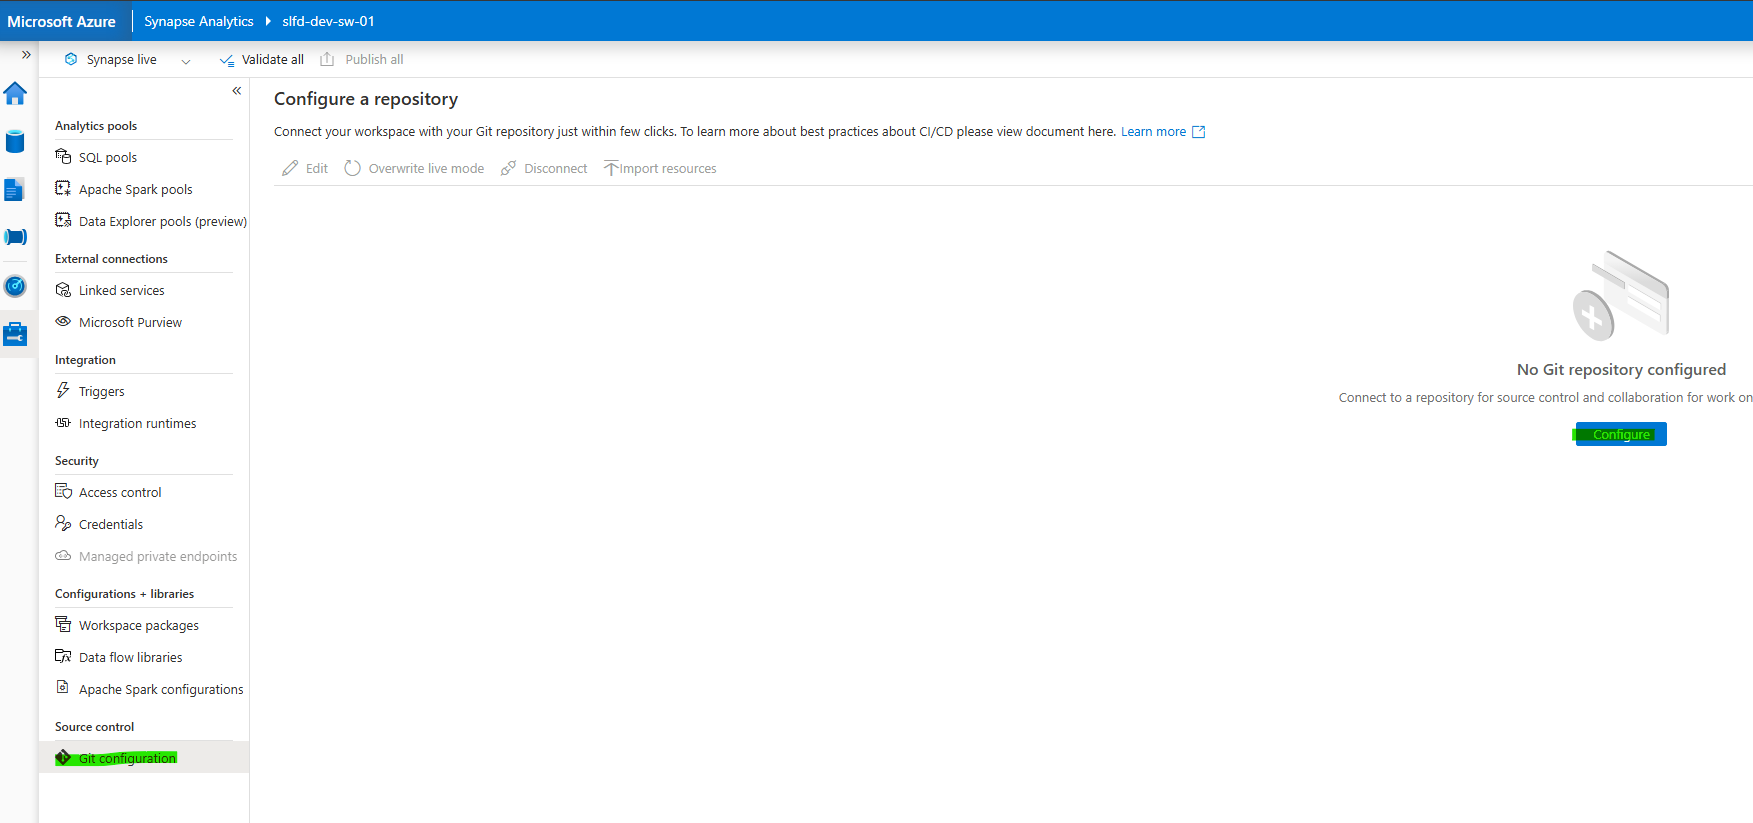 Microsoft Azure
Synapse Analytics
slfd-dev-sw-01
Synapse live
Validate all
Publish all
Analytics pools
SQL pools
Apache Spark pools
Data Explorer pools (preview)
External connections
Linked services
Microsoft Purview
Integration
Triggers
Integration runtimes
Security
Access control
Credentials
Managed private endpoints
Configurations + libraries
Workspace packages
Data flow libraries
Apache Spark configurations
Source control
Git configuration
Configure a repository
Connect your workspace with your Git repository just within few clicks. To learn more about best practices about CI/CD please view document here. Learn more
Edit
Overwrite live mode
Disconnect
Import resources
No Git repository configured
Connect to a repository for source control and collaboration for work on
Configure